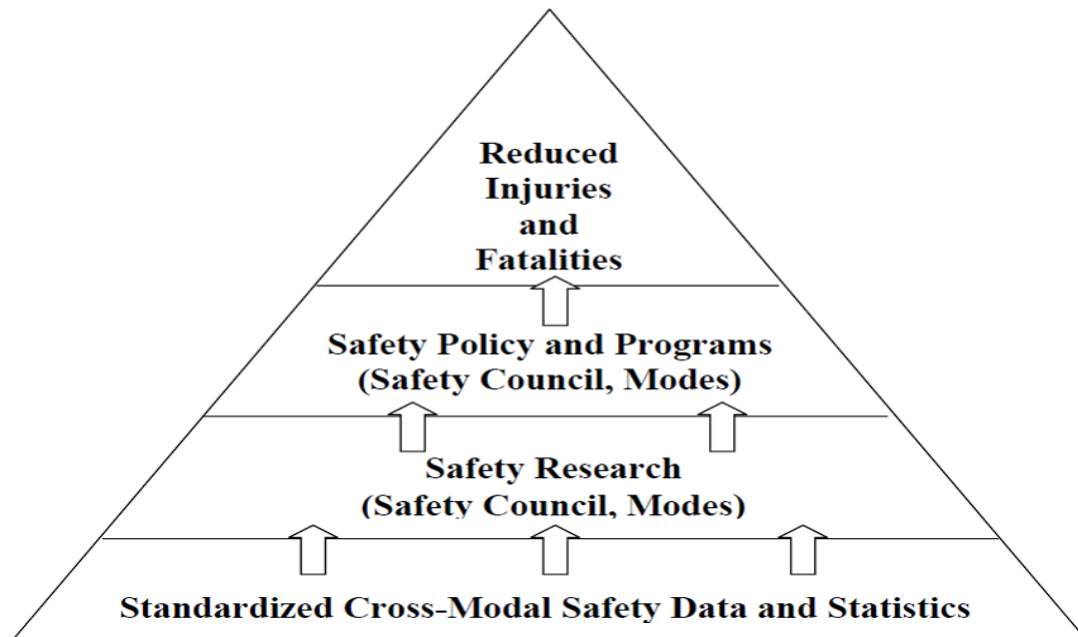 Reduced
Injuries
and
Fatalities
Safety Policy and Programs
(Safety Council, Modes)
Safety Research
(Safety Council, Modes)
Standardized Cross-Modal Safety Data and Statistics